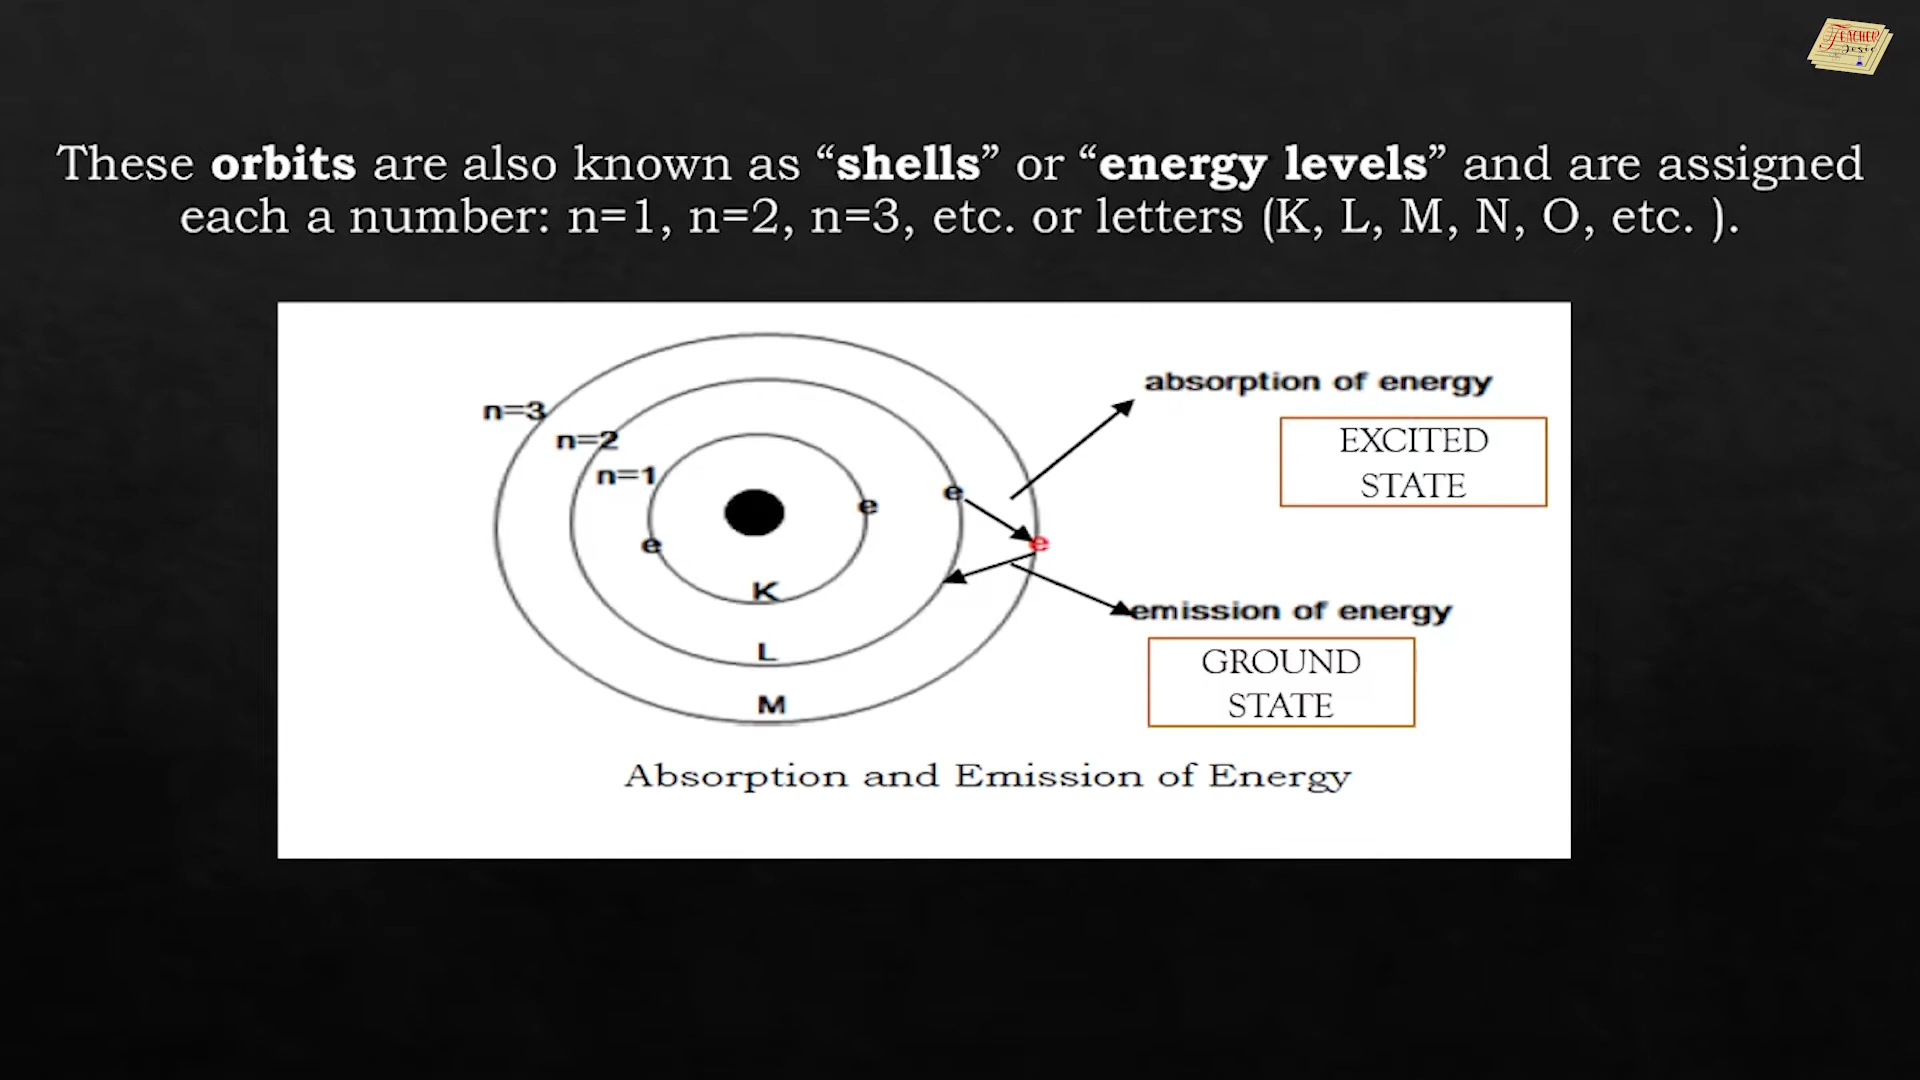 TEACHER
These orbits are also known as “shells” or “energy levels” and are assigned
each a number: n=1, n=2, n=3, etc. or letters (K, L, M, N, O, etc. ).
absorption of energy
n=3
EXCITED
STATE
n=2
n=1
e
e
e
e
K
emission of energy
L
GROUND
STATE
M
Absorption and Emission of Energy